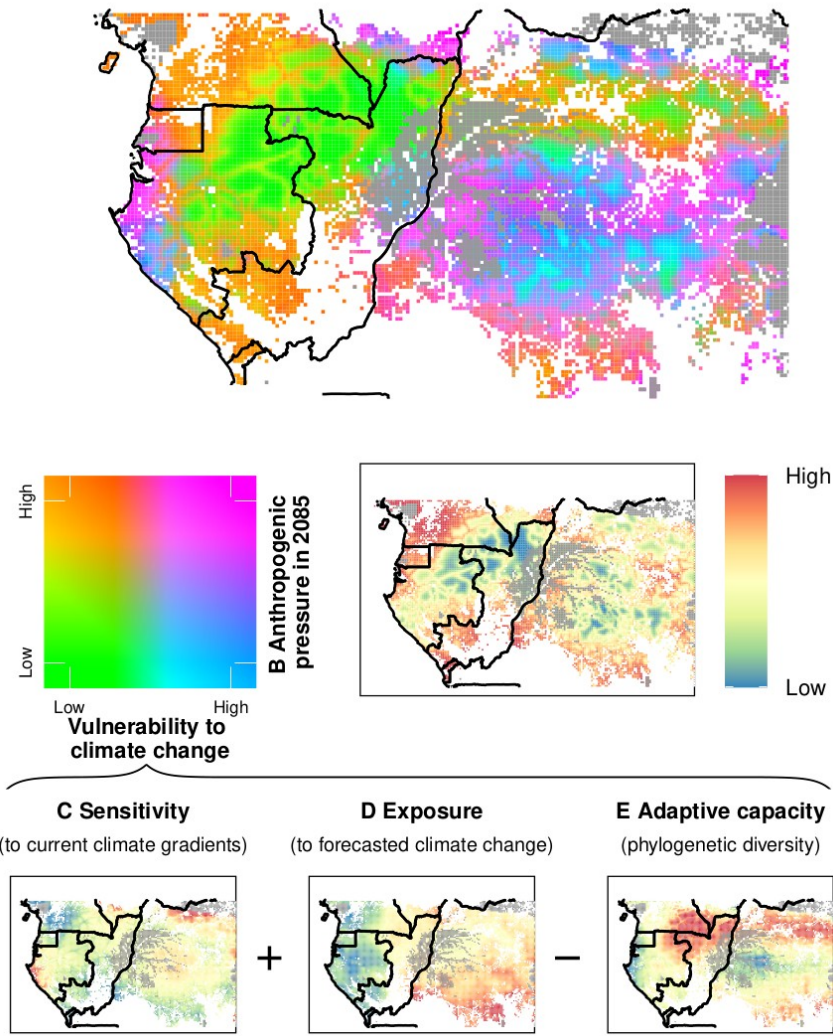 High
Low
B Anthropogenic
pressure in 2085
Low
High
Vulnerability to
climate change
High
Low
C Sensitivity
(to current climate gradients)
D Exposure
(to forecasted climate change)
E Adaptive capacity
(phylogenetic diversity)
+
−